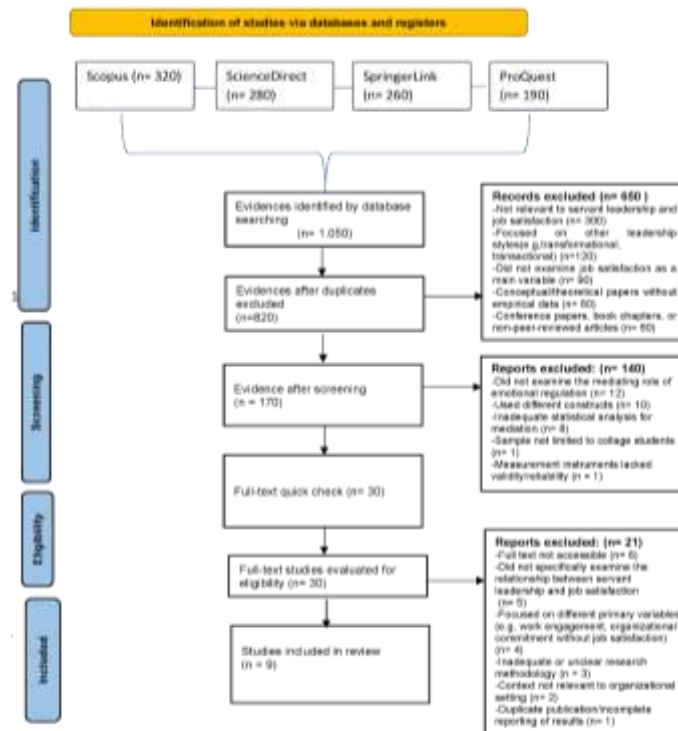 Identification of studies via databases and registers
Scopus (n= 320)
ScienceDirect
(n= 280)
SpringerLink
(n= 260)
ProQuest
(n= 190)
Identification
Evidences identified by database
searching
(n= 1.050)
Records excluded (n= 650 )
-Not relevant to servant leadership and
job satisfaction (n= 300)
-Focused on other leadership
styles(e.g,transformational,
transactional) (n=120)
-Did not examine job satisfaction as a
main variable (n= 90)
-Conceptual/theoretical papers without
empirical data (n= 80)
-Conference papers, book chapters, or
non-peer-reviewed articles (n= 60)
Evidences after duplicates
excluded
(n=820)
Screening
Evidence after screening
(n = 170)
Reports excluded: (n= 140)
-Did not examine the mediating role of
emotional regulation (n= 12)
-Used different constructs (n= 10)
-Inadequate statistical analysis for
mediation (n= 8)
-Sample not limited to collage students
(n= 1)
-Measurement instruments lacked
validity/reliability (n = 1)
Full-text quick check (n= 30)
Eligibility
Full-text studies evaluated for
eligibility (n= 30)
Reports excluded: (n= 21)
-Full text not accessible (n= 6)
-Did not specifically examine the
relationship between servant
leadership and job satisfaction
(n= 5)
-Focused on different primary variables
(e.g., work engagement, organizational
commitment without job satisfaction)
(n= 4)
-Inadequate or unclear research
methodology (n = 3)
-Context not relevant to organizational
setting (n= 2)
-Duplicate publication/incomplete
reporting of results (n= 1)
Included
Studies included in review
(n = 9)